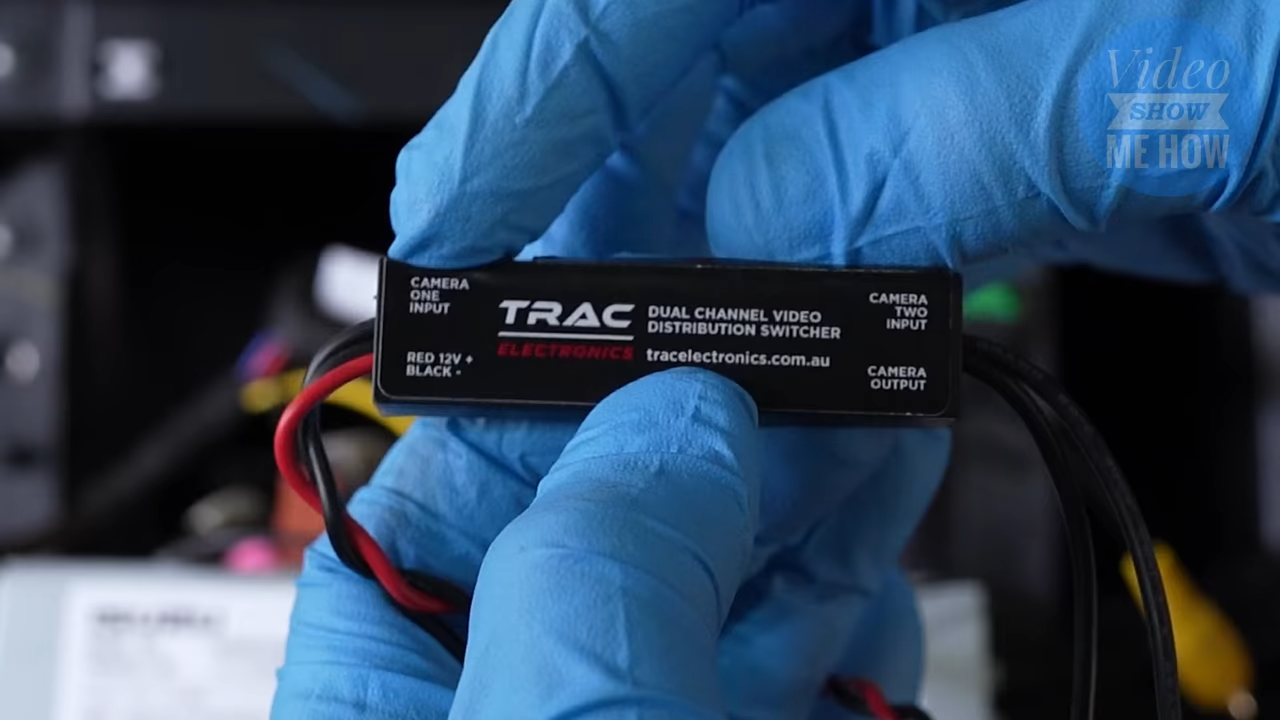 Video
SHOW
ME HOW
CAMERA
ONE
INPUT
RED 12V +
BLACK -
TRAC
ELECTRONICS
DUAL CHANNEL VIDEO
DISTRIBUTION SWITCHER
tracelectronics.com.au
CAMERA
TWO
INPUT
CAMERA
OUTPUT